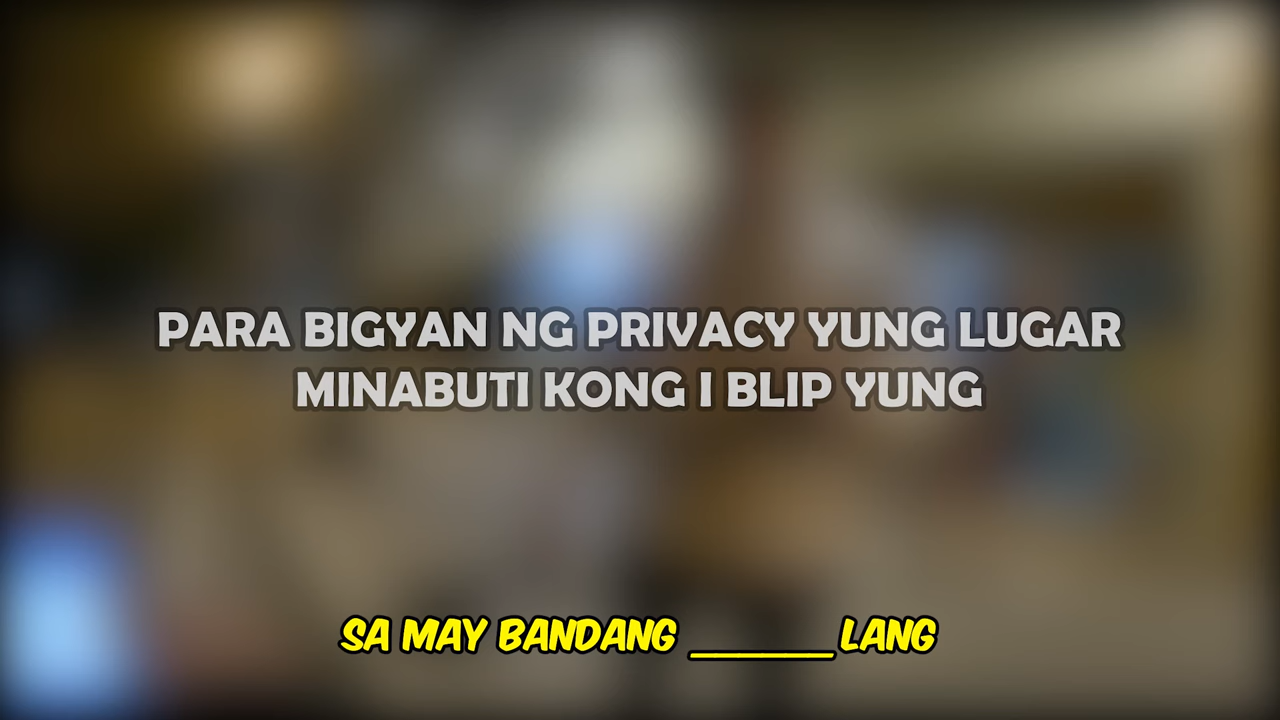 PARA BIGYAN NG PRIVACY YUNG LUGAR
MINABUTI KONG I BLIP YUNG
SA MAY BANDANG ______ LANG